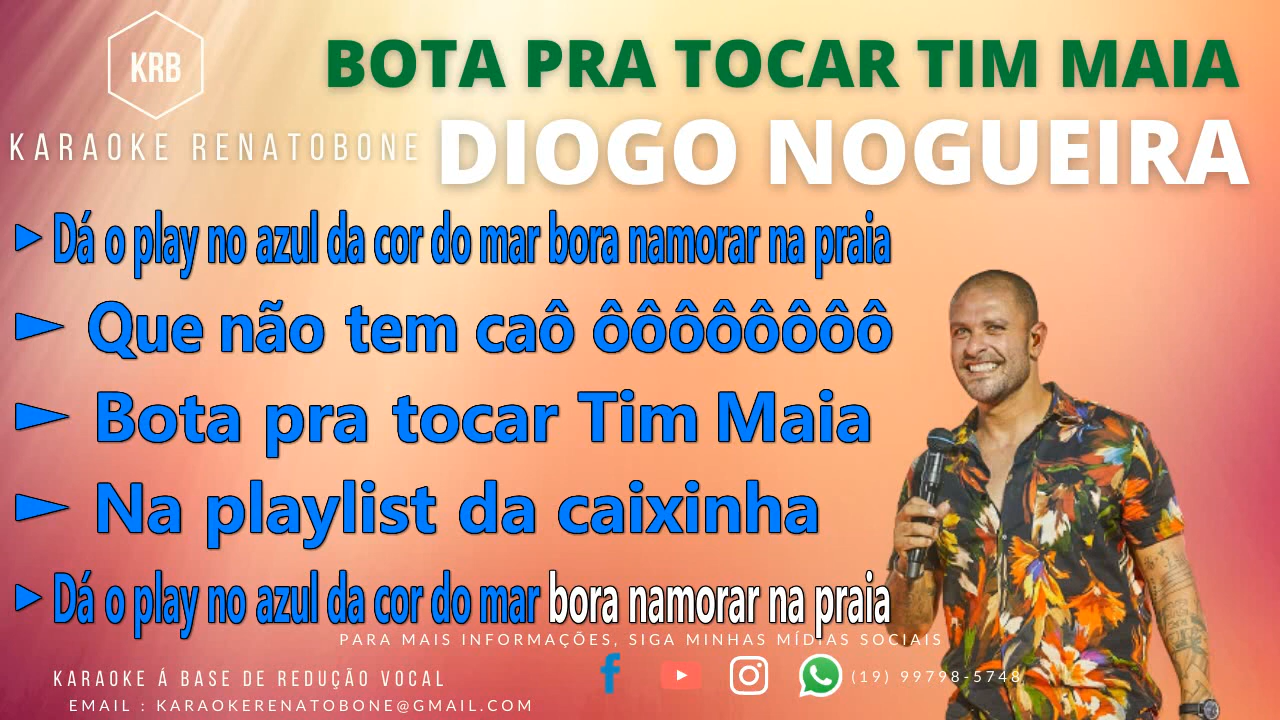 KRB
KARAOKE RENATOBONE
BOTA PRA TOCAR TIM MAIA
DIOGO NOGUEIRA
► Dá o play no azul da cor do mar bora namorar na praia
► Que não tem caô ôôôôôôôô
► Bota pra tocar Tim Maia
► Na playlist da caixinha
► Dá o play no azul da cor do mar bora namorar na praia
PARA MAIS INFORMAÇÕES, SIGA MINHAS MÍDIAS SOCIAIS
KARAOKE Á BASE DE REDUÇÃO VOCAL
(19) 99798-5748
EMAIL : KARAOKERENATOBONE@GMAIL.COM